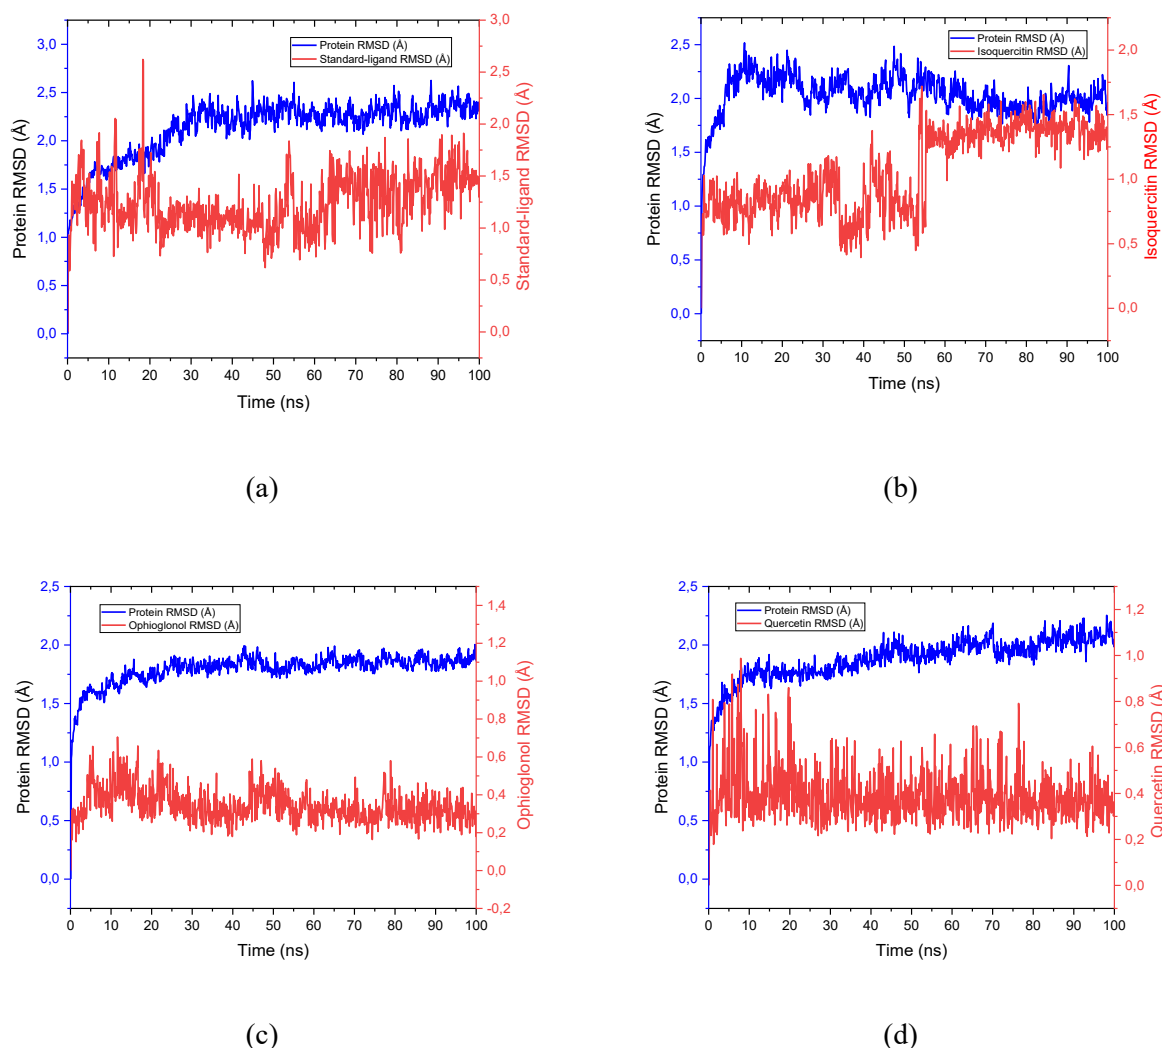 Protein RMSD (Å)
Standard-ligand RMSD (Å)
3,0
2,5
2,0
1,5
1,0
0,5
0,0
Protein RMSD (Å)
3,0
2,5
2,0
1,5
1,0
0,5
0,0
Standard-ligand RMSD (Å)
0 10 20 30 40 50 60 70 80 90 100
Time (ns)
(a)
Protein RMSD (Å)
Isoquercitin RMSD (Å)
2,5
2,0
1,5
1,0
0,5
0,0
Protein RMSD (Å)
2,0
1,5
1,0
0,5
0,0
Isoquercitin RMSD (Å)
0 10 20 30 40 50 60 70 80 90 100
Time (ns)
(b)
Protein RMSD (Å)
Ophioglonol RMSD (Å)
2,5
2,0
1,5
1,0
0,5
0,0
Protein RMSD (Å)
1,4
1,2
1,0
0,8
0,6
0,4
0,2
0,0
-0,2
Ophioglonol RMSD (Å)
0 10 20 30 40 50 60 70 80 90 100
Time (ns)
(c)
Protein RMSD (Å)
Quercetin RMSD (Å)
2,5
2,0
1,5
1,0
0,5
0,0
Protein RMSD (Å)
1,2
1,0
0,8
0,6
0,4
0,2
0,0
Quercetin RMSD (Å)
0 10 20 30 40 50 60 70 80 90 100
Time (ns)
(d)